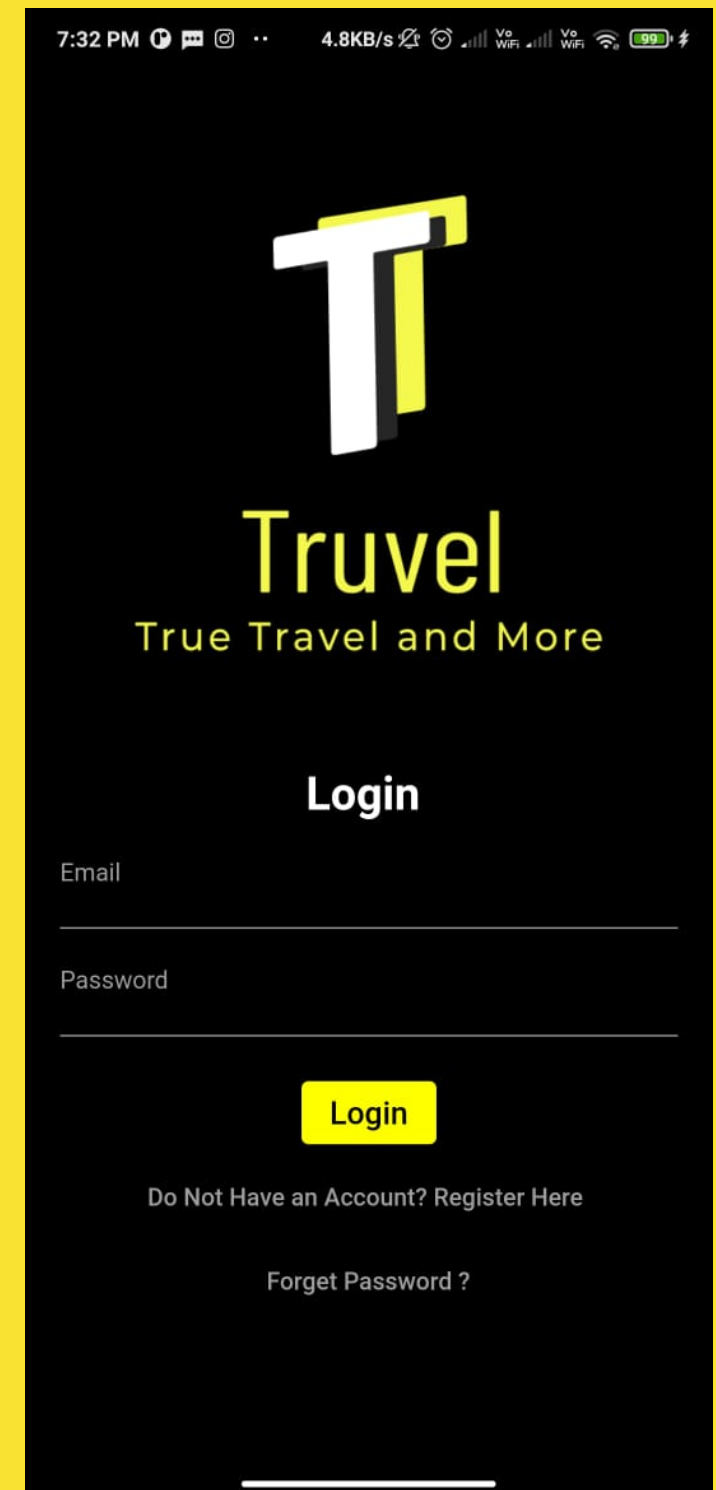 7:32 PM 4.8KB/s Vo WiFi Vo WiFi 99
Truvel
True Travel and More
Login
Email
Password
Login
Do Not Have an Account? Register Here
Forget Password ?